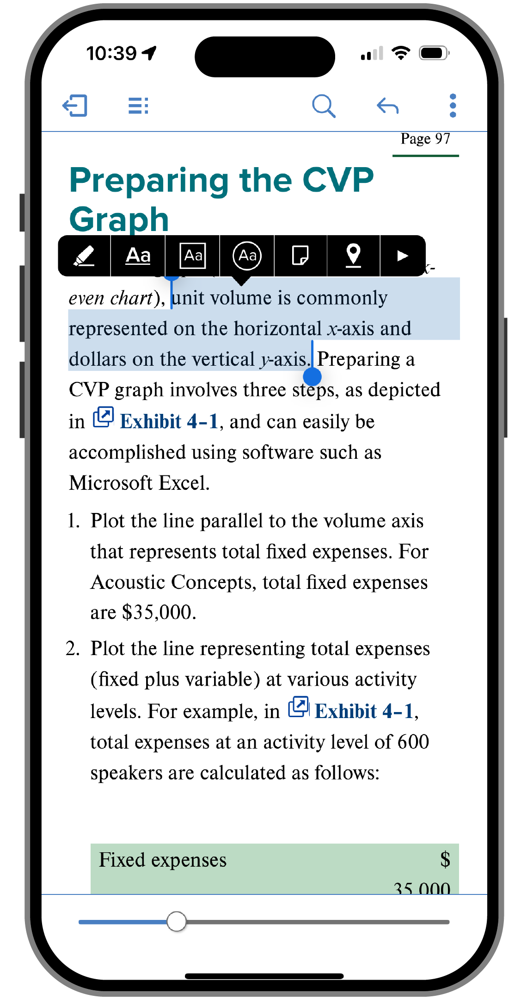 10:39
Page 97
Preparing the CVP
Graph
Aa Aa Aa
even chart), unit volume is commonly
represented on the horizontal x-axis and
dollars on the vertical y-axis. Preparing a
CVP graph involves three steps, as depicted
in Exhibit 4–1, and can easily be
accomplished using software such as
Microsoft Excel.
1. Plot the line parallel to the volume axis
that represents total fixed expenses. For
Acoustic Concepts, total fixed expenses
are $35,000.
2. Plot the line representing total expenses
(fixed plus variable) at various activity
levels. For example, in Exhibit 4–1,
total expenses at an activity level of 600
speakers are calculated as follows:
Fixed expenses $
35,000